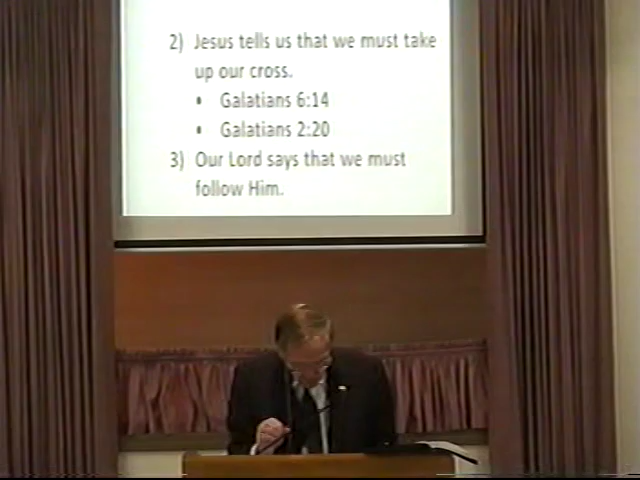 2) Jesus tells us that we must take
up our cross.
• Galatians 6:14
• Galatians 2:20
3) Our Lord says that we must
follow Him.